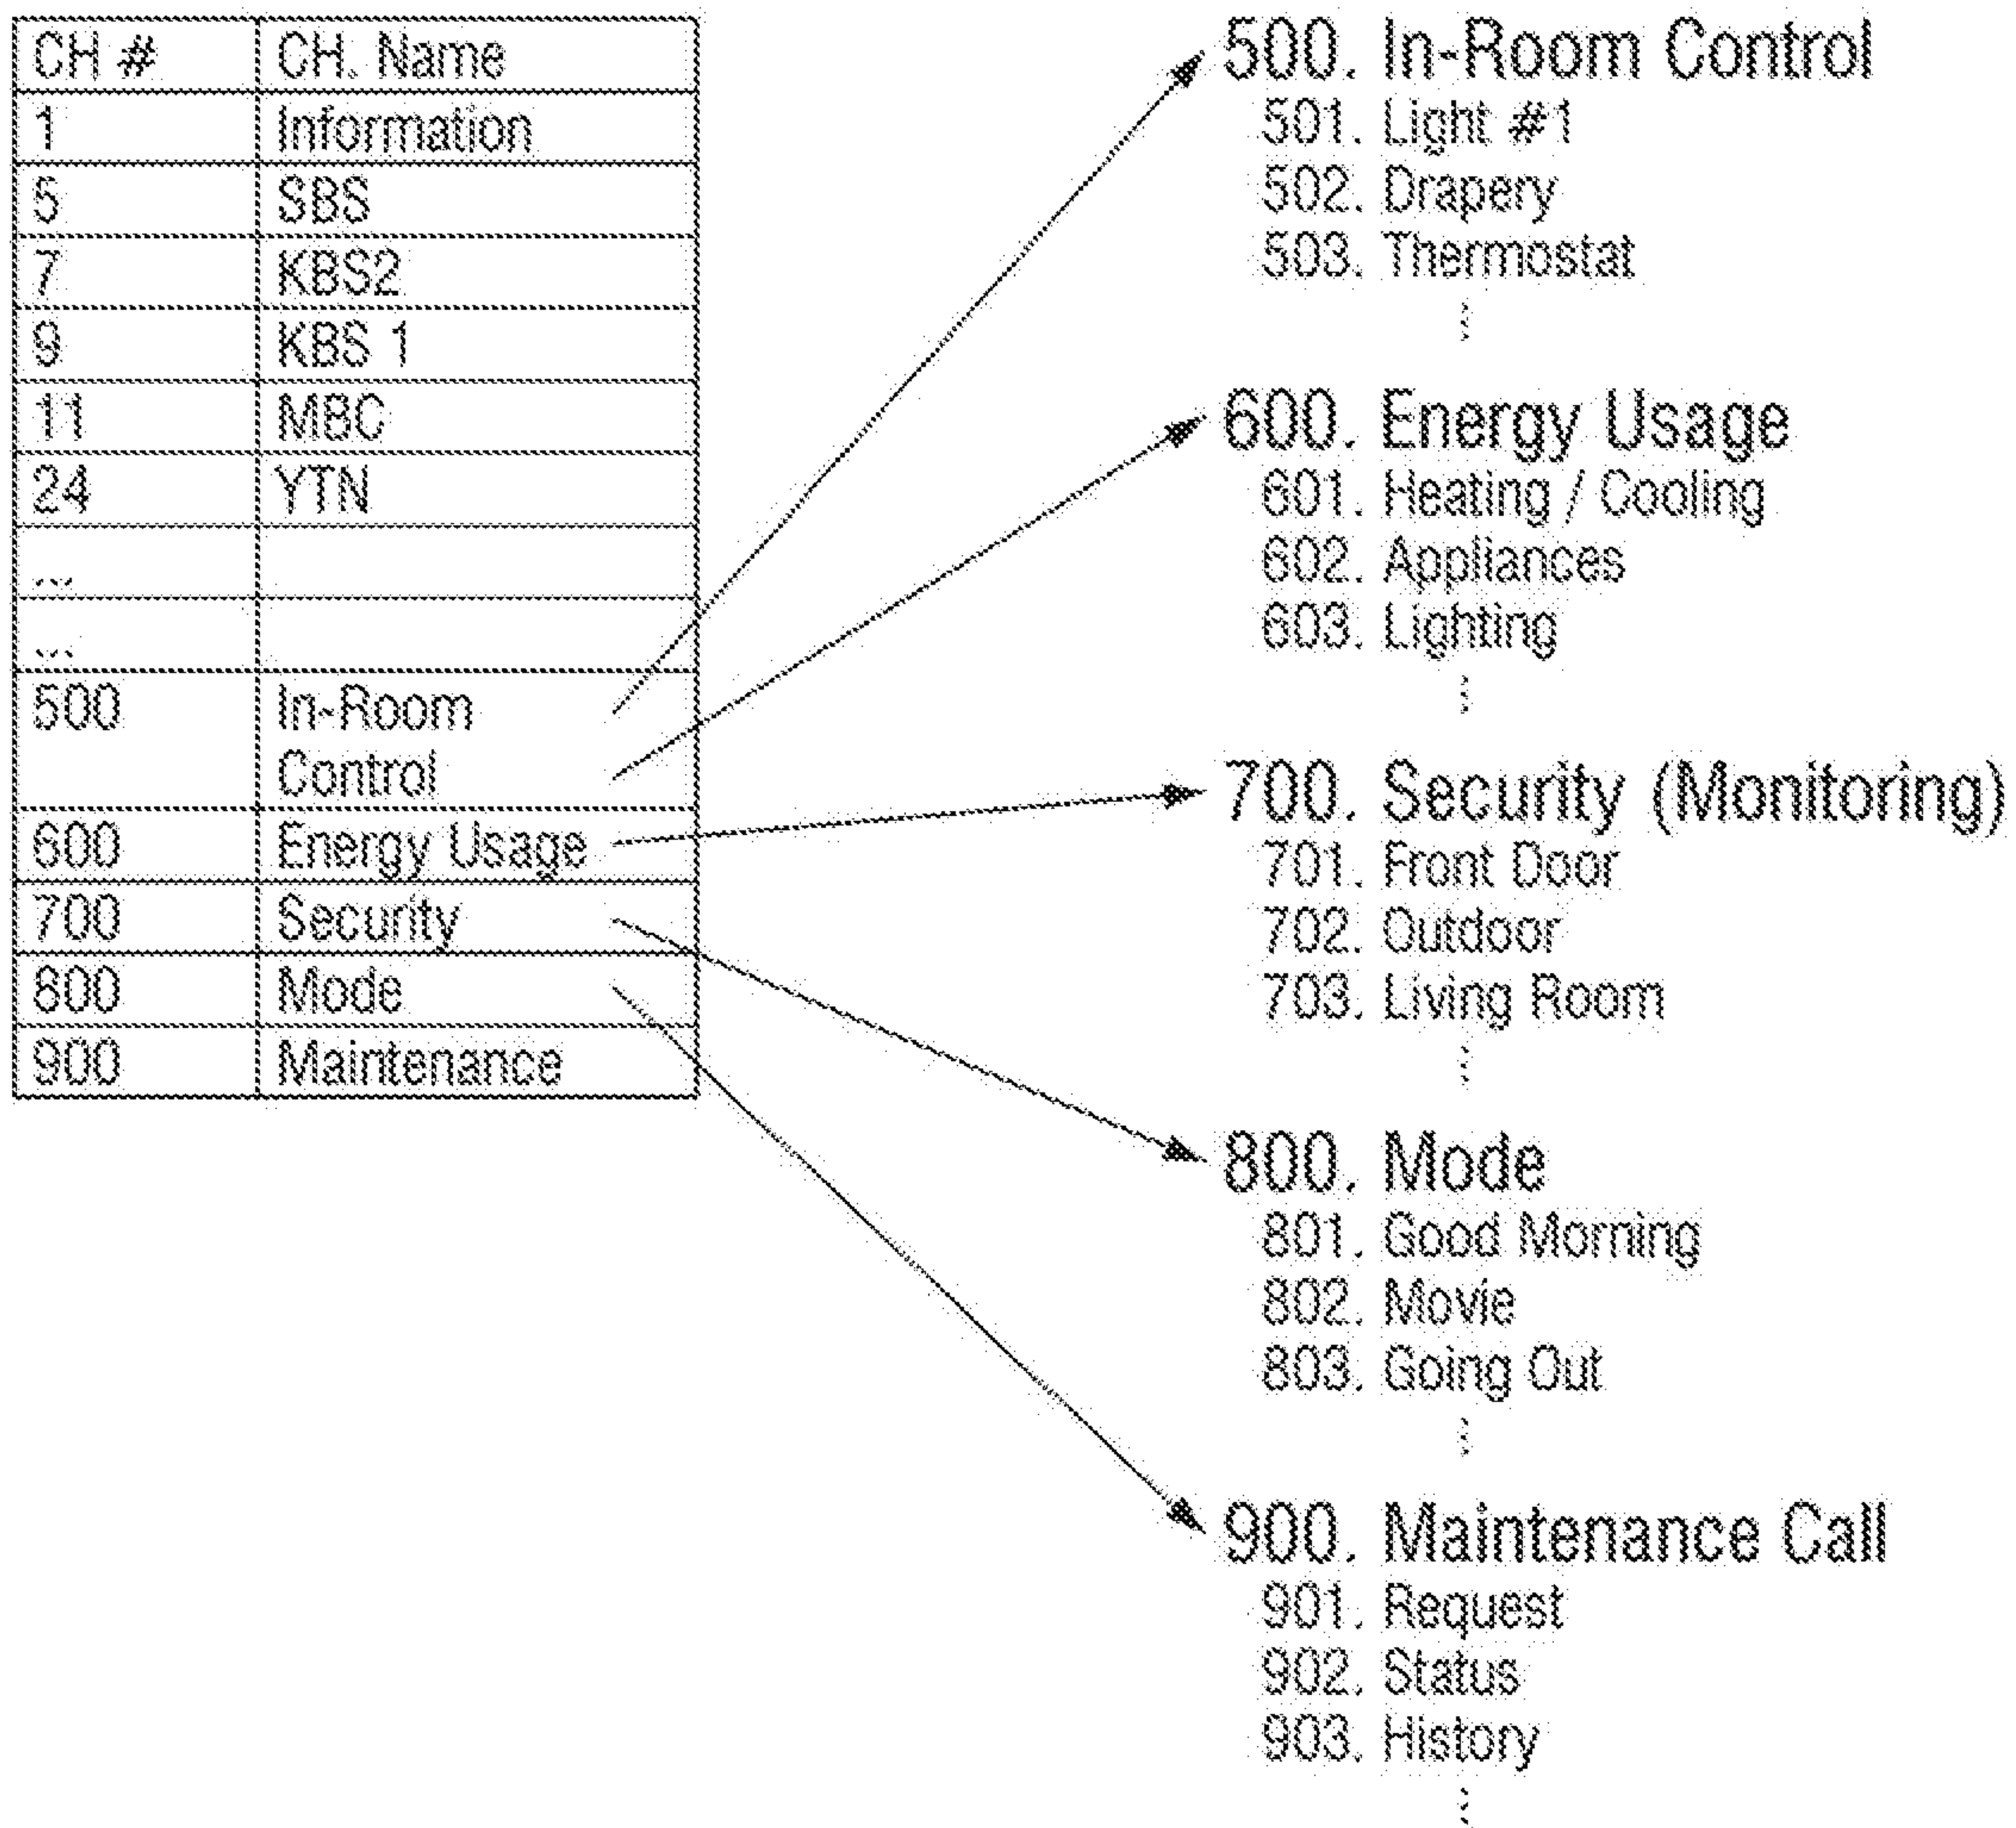 CH # CH. Name
1 Information
5 SBS
7 KBS2
9 KBS 1
11 MBC
24 YTN
...
...
500 In-Room
Control
600 Energy Usage
700 Security
800 Mode
900 Maintenance
500. In-Room Control
501. Light #1
502. Drapery
503. Thermostat
600. Energy Usage
601. Heating / Cooling
602. Appliances
603. Lighting
700. Security (Monitoring)
701. Front Door
702. Outdoor
703. Living Room
800. Mode
801. Good Morning
802. Movie
803. Going Out
900. Maintenance Call
901. Request
902. Status
903. History